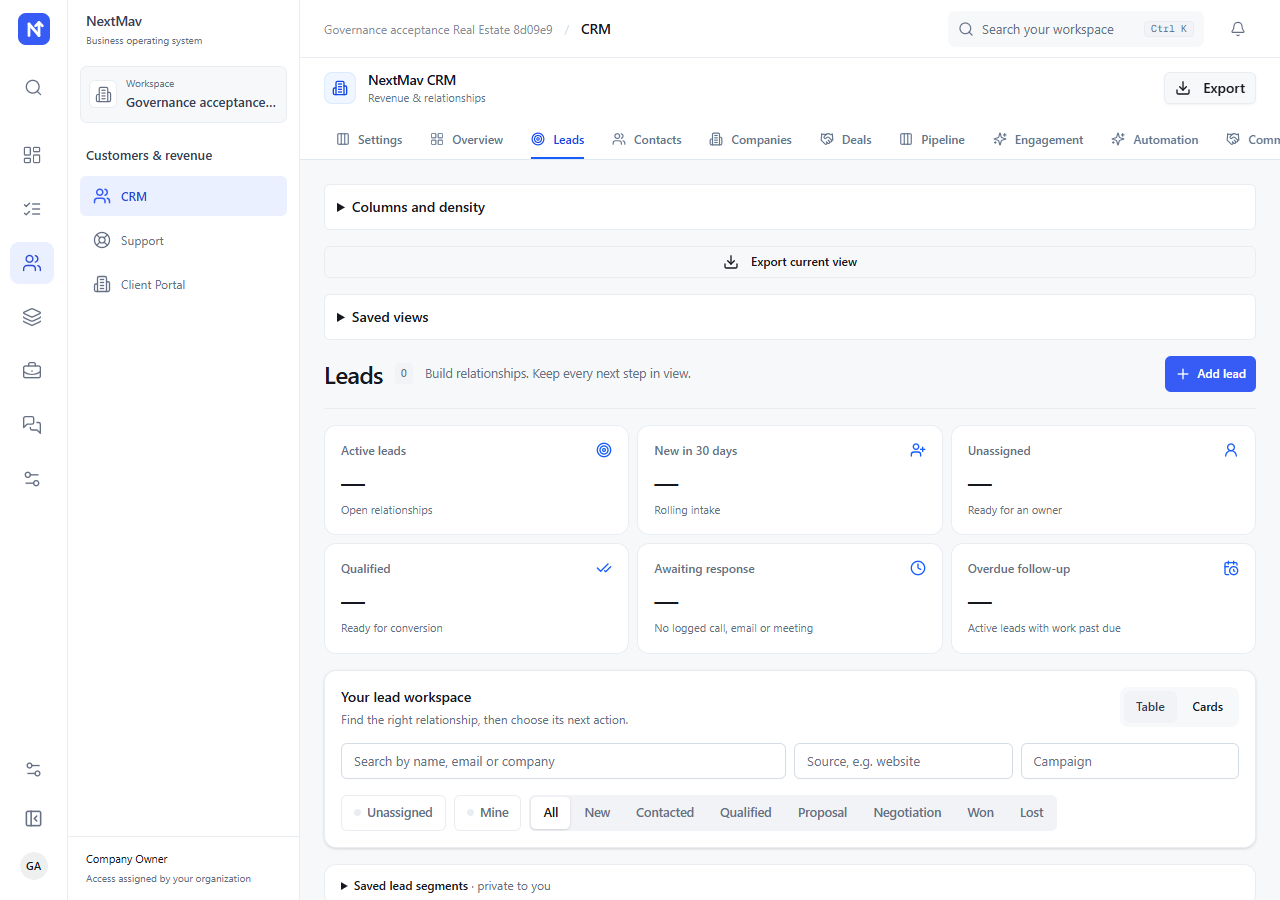 NextMav
Business operating system
Workspace
Governance acceptance...
Customers & revenue
CRM
Support
Client Portal
GA
Company Owner
Access assigned by your organization
Governance acceptance Real Estate 8d09e9 / CRM
Search your workspace Ctrl K
NextMav CRM
Revenue & relationships
Export
Settings Overview Leads Contacts Companies Deals Pipeline Engagement Automation
Columns and density
Export current view
Saved views
Leads 0 Build relationships. Keep every next step in view.
+ Add lead
Active leads
—
Open relationships
New in 30 days
—
Rolling intake
Unassigned
—
Ready for an owner
Qualified
—
Ready for conversion
Awaiting response
—
No logged call, email or meeting
Overdue follow-up
—
Active leads with work past due
Your lead workspace
Find the right relationship, then choose its next action.
Table Cards
Search by name, email or company Source, e.g. website Campaign
Unassigned Mine All New Contacted Qualified Proposal Negotiation Won Lost
Saved lead segments · private to you